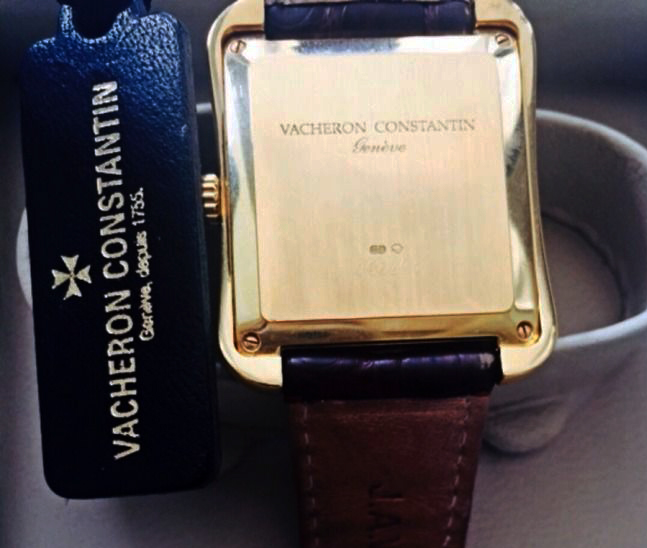 VACHERON CONSTANTIN
Genève, depuis 1755.
VACHERON CONSTANTIN
Genève